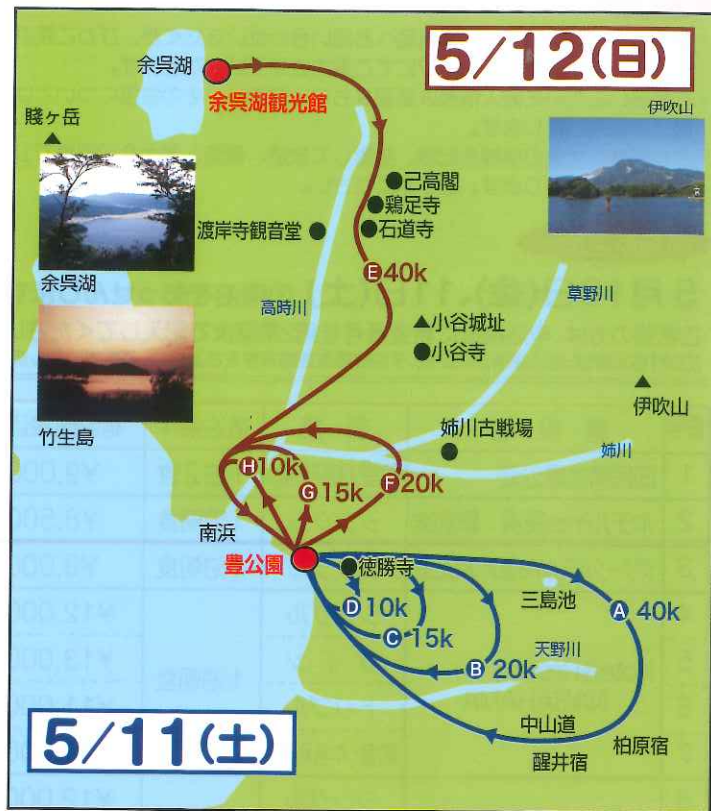 5/12(日)
余呉湖
余呉湖観光館
賤ヶ岳
伊吹山
己高閣
鶏足寺
石道寺
渡岸寺観音堂
余呉湖
E 40k
高時川
草野川
小谷城址
小谷寺
伊吹山
竹生島
姉川古戦場
姉川
H 10k
G 15k
F 20k
南浜
豊公園
徳勝寺
三島池
D 10k
A 40k
C 15k
天野川
B 20k
中山道
柏原宿
醒井宿
5/11(土)